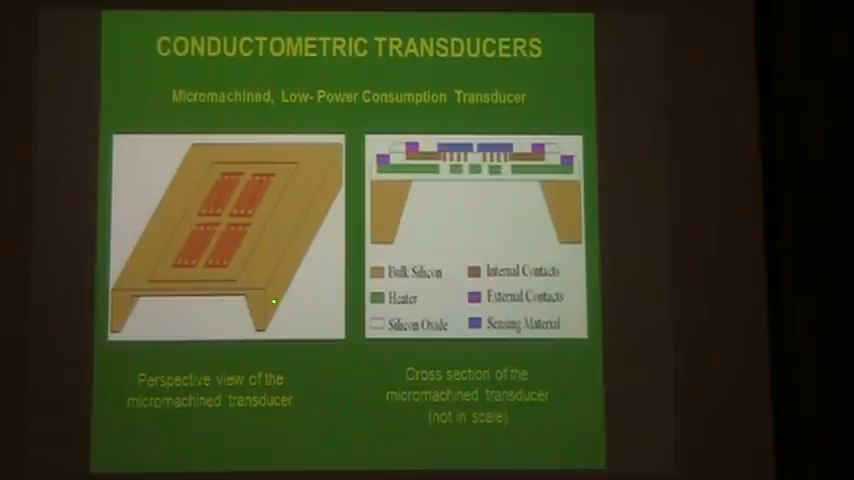 CONDUCTOMETRIC TRANSDUCERS
Micromachined, Low- Power Consumption Transducer
Bulk Silicon
Internal Contacts
Heater
External Contacts
Silicon Oxide
Sensing Material
Perspective view of the
micromachined transducer
Cross section of the
micromachined transducer
(not in scale)